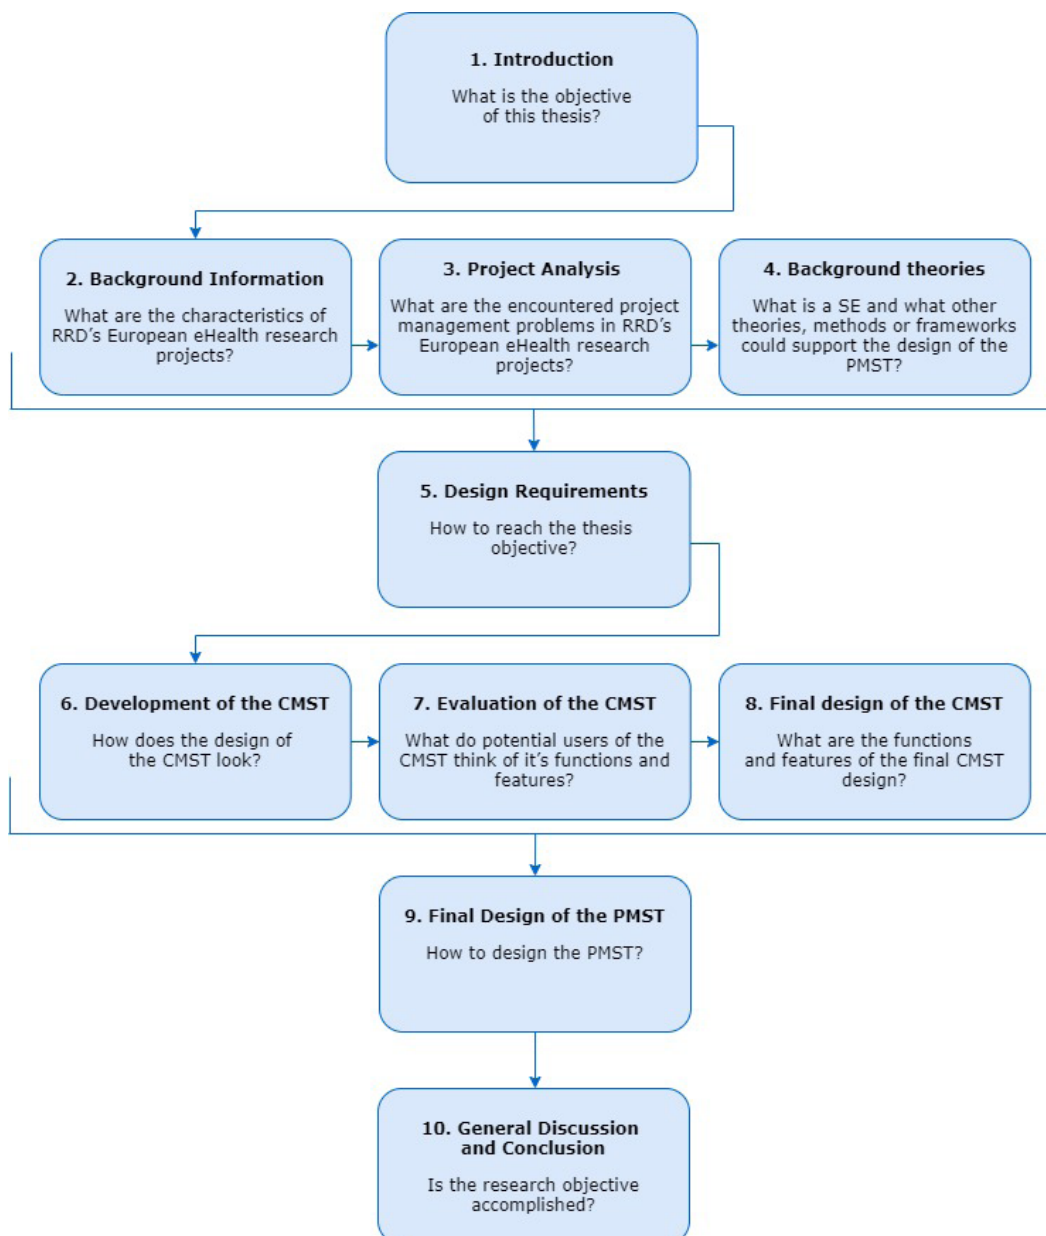 1. Introduction
What is the objective
of this thesis?
2. Background Information
What are the characteristics of
RRD's European eHealth research
projects?
3. Project Analysis
What are the encountered project
management problems in RRD's
European eHealth research
projects?
4. Background theories
What is a SE and what other
theories, methods or frameworks
could support the design of the
PMST?
5. Design Requirements
How to reach the thesis
objective?
6. Development of the CMST
How does the design of
the CMST look?
7. Evaluation of the CMST
What do potential users of the
CMST think of it's functions and
features?
8. Final design of the CMST
What are the functions
and features of the final CMST
design?
9. Final Design of the PMST
How to design the PMST?
10. General Discussion
and Conclusion
Is the research objective
accomplished?